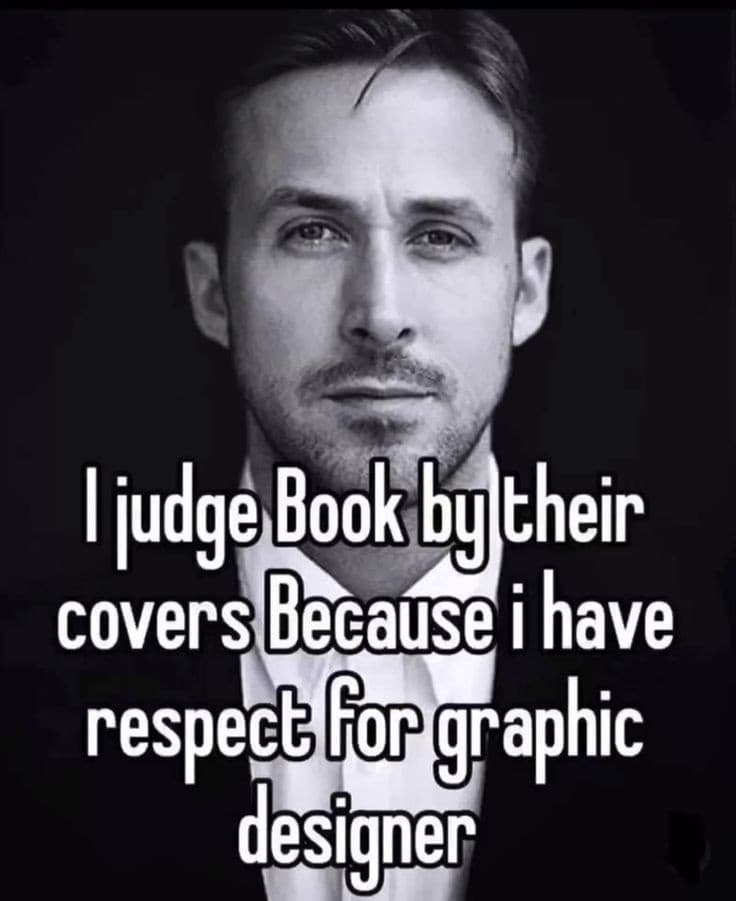 I judge Book by their
covers Because i have
respect for graphic
designer